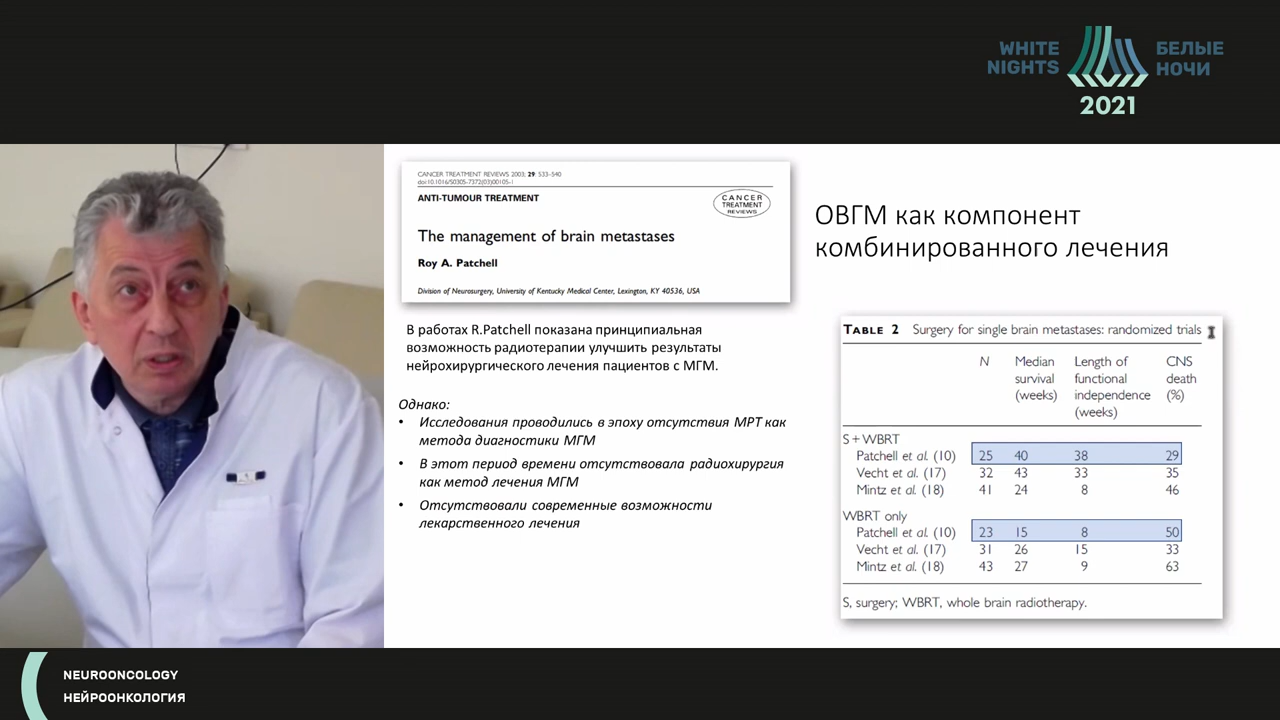 WHITE
NIGHTS
БЕЛЫЕ
НОЧИ
2021
CANCER TREATMENT REVIEWS 2003; 29: 533–540
doi:10.1016/S0305-7372(03)00105-1
ANTI-TUMOUR TREATMENT
CANCER
TREATMENT
REVIEWS
The management of brain metastases
Roy A. Patchell
Division of Neurosurgery, University of Kentucky Medical Center, Lexington, KY 40536, USA
В работах R.Patchell показана принципиальная
возможность радиотерапии улучшить результаты
нейрохирургического лечения пациентов с МГМ.
Однако:
• Исследования проводились в эпоху отсутствия МРТ как
метода диагностики МГМ
• В этот период времени отсутствовала радиохирургия
как метод лечения МГМ
• Отсутствовали современные возможности
лекарственного лечения
ОВГМ как компонент
комбинированного лечения
TABLE 2 Surgery for single brain metastases: randomized trials
N Median Length of CNS
survival functional death
(weeks) independence (%)
(weeks)
S + WBRT
Patchell et al. (10) 25 40 38 29
Vecht et al. (17) 32 43 33 35
Mintz et al. (18) 41 24 8 46
WBRT only
Patchell et al. (10) 23 15 8 50
Vecht et al. (17) 31 26 15 33
Mintz et al. (18) 43 27 9 63
S, surgery; WBRT, whole brain radiotherapy.
NEUROONCOLOGY
НЕЙРООНКОЛОГИЯ